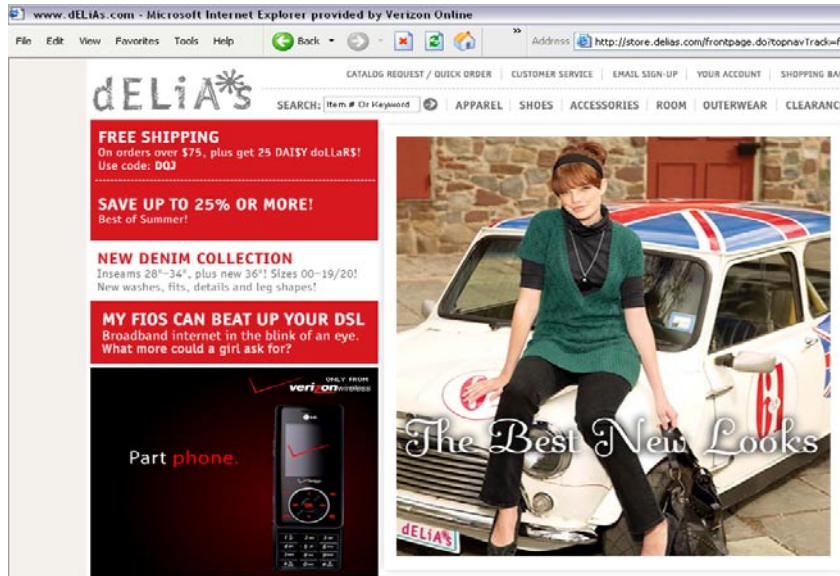 www.dELiAs.com - Microsoft Internet Explorer provided by Verizon Online
File Edit View Favorites Tools Help Back » Address http://store.delias.com/frontpage.do?topnavTrack=f
dELiA*s
CATALOG REQUEST / QUICK ORDER CUSTOMER SERVICE EMAIL SIGN-UP YOUR ACCOUNT SHOPPING BA
SEARCH: Item # Or Keyword APPAREL SHOES ACCESSORIES ROOM OUTERWEAR CLEARANC
FREE SHIPPING
On orders over $75, plus get 25 DAI$Y doLLaR$!
Use code: DQJ
SAVE UP TO 25% OR MORE!
Best of Summer!
NEW DENIM COLLECTION
Inseams 28"-34", plus new 36"! Sizes 00-19/20!
New washes, fits, details and leg shapes!
MY FIOS CAN BEAT UP YOUR DSL
Broadband internet in the blink of an eye.
What more could a girl ask for?
ONLY FROM
verizonwireless
Part phone.
LG
63
The Best New Looks
dELiA*s